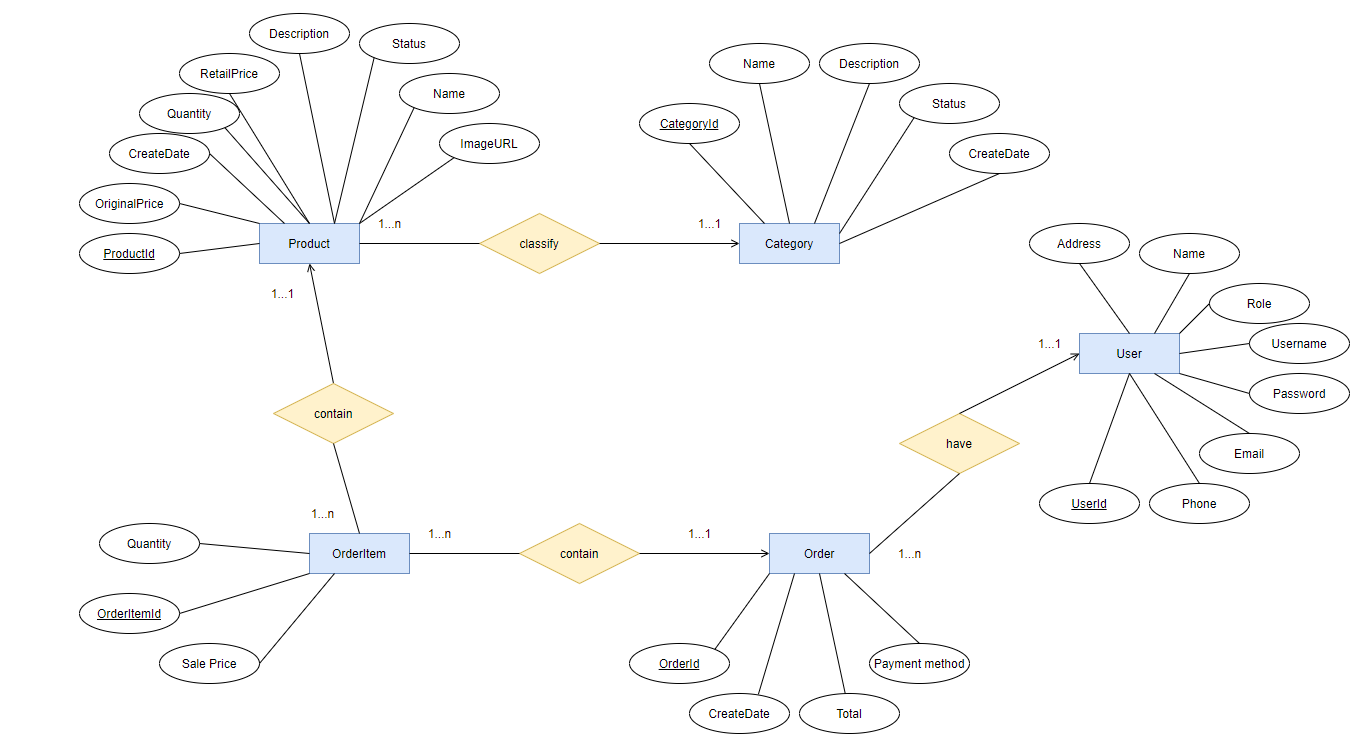 Description
Status
RetailPrice
Name
Quantity
CreateDate
ImageURL
OriginalPrice
ProductId
Product
1...n
classify
1...1
Category
Name
Description
CategoryId
Status
CreateDate
1...1
contain
1...n
Address
Name
Role
Username
Password
Email
Phone
UserId
User
1...1
have
1...n
Quantity
OrderItem
OrderItemId
Sale Price
1...n
contain
1...1
Order
OrderId
CreateDate
Total
Payment method